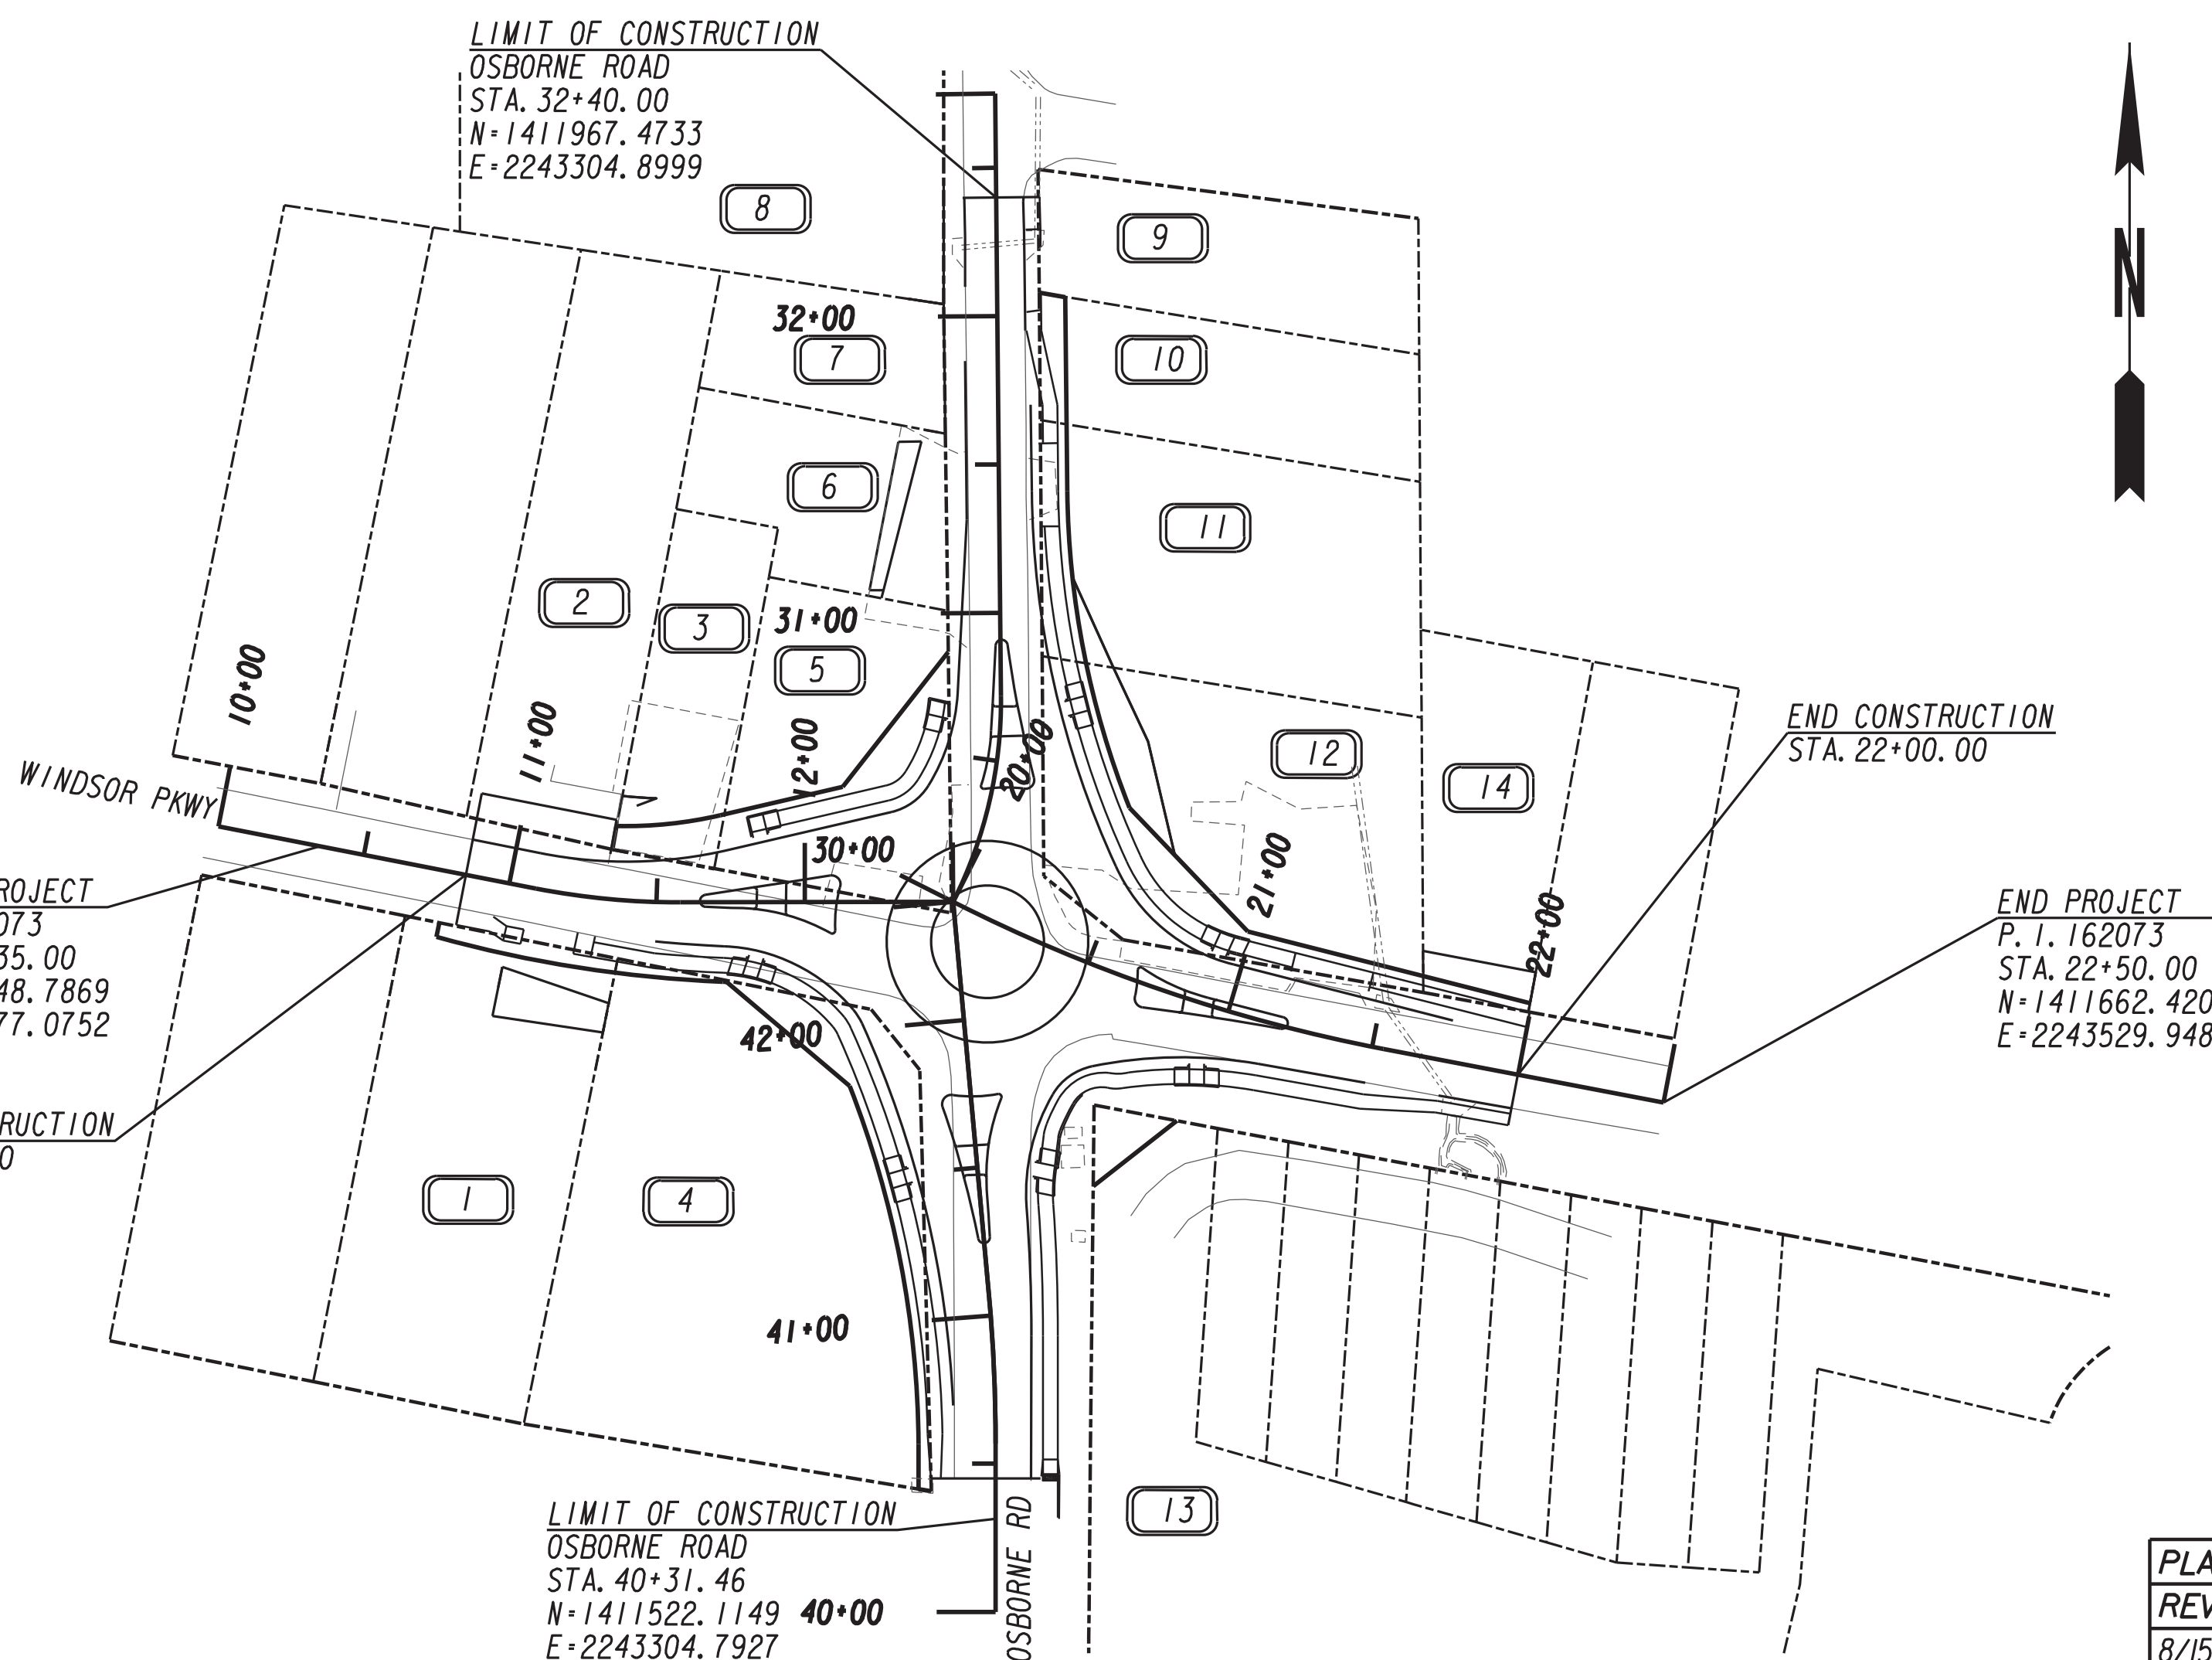 LIMIT OF CONSTRUCTION
OSBORNE ROAD
STA. 32+40.00
N=1411967.4733
E=2243304.8999
8
9
N
32+00
7
10
6
11
2
3
31+00
5
10+00
11+00
12+00
20+00
12
14
END CONSTRUCTION
STA. 22+00.00
WINDSOR PKWY
30+00
21+00
22+00
ROJECT
073
35.00
48.7869
77.0752
END PROJECT
P. I. 162073
STA. 22+50.00
N=1411662.420
E=2243529.948
42+00
RUCTION
0
1
4
41+00
13
LIMIT OF CONSTRUCTION
OSBORNE ROAD
STA. 40+31.46
N=1411522.1149
E=2243304.7927
40+00
OSBORNE RD
PLA
REV
8/15